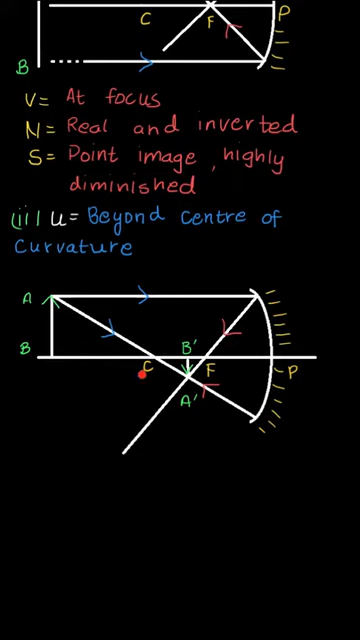 C F P
B
V= At focus
N= Real and inverted
S= Point image, highly
diminished
(ii) u= Beyond Centre of
Curvature
A
B B'
C F P
A'